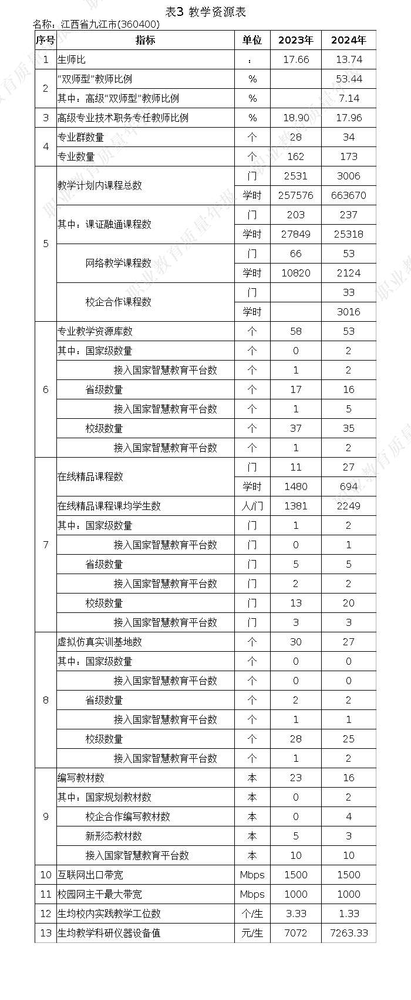 表3 教学资源表
名称：江西省九江市(360400)
序号 指标 单位 2023年 2024年
1 生师比 ： 17.66 13.74
2 “双师型”教师比例 % 53.44
其中：高级“双师型”教师比例 % 7.14
3 高级专业技术职务专任教师比例 % 18.90 17.96
4 专业群数量 个 28 34
专业数量 个 162 173
5 教学计划内课程总数 门 2531 3006
学时 257576 663670
其中：课证融通课程数 门 203 237
学时 27849 25318
网络教学课程数 门 66 53
学时 10820 2124
校企合作课程数 门 33
学时 3016
6 专业教学资源库数 个 58 53
其中：国家级数量 个 0 2
接入国家智慧教育平台数 个 1 2
省级数量 个 17 16
接入国家智慧教育平台数 个 1 5
校级数量 个 37 35
接入国家智慧教育平台数 个 1 2
7 在线精品课程数 门 11 27
学时 1480 694
在线精品课程课均学生数 人/门 1381 2249
其中：国家级数量 门 1 2
接入国家智慧教育平台数 门 0 1
省级数量 门 5 5
接入国家智慧教育平台数 门 2 2
校级数量 门 13 20
接入国家智慧教育平台数 门 3 3
8 虚拟仿真实训基地数 个 30 27
其中：国家级数量 个 0 0
接入国家智慧教育平台数 个 0 0
省级数量 个 2 2
接入国家智慧教育平台数 个 1 1
校级数量 个 28 25
接入国家智慧教育平台数 个 1 2
9 编写教材数 本 23 16
其中：国家规划教材数 本 0 2
校企合作编写教材数 本 0 4
新形态教材数 本 5 3
接入国家智慧教育平台数 本 10 10
10 互联网出口带宽 Mbps 1500 1500
11 校园网主干最大带宽 Mbps 1000 1000
12 生均校内实践教学工位数 个/生 3.33 1.33
13 生均教学科研仪器设备值 元/生 7072 7263.33
职业教育质量年报